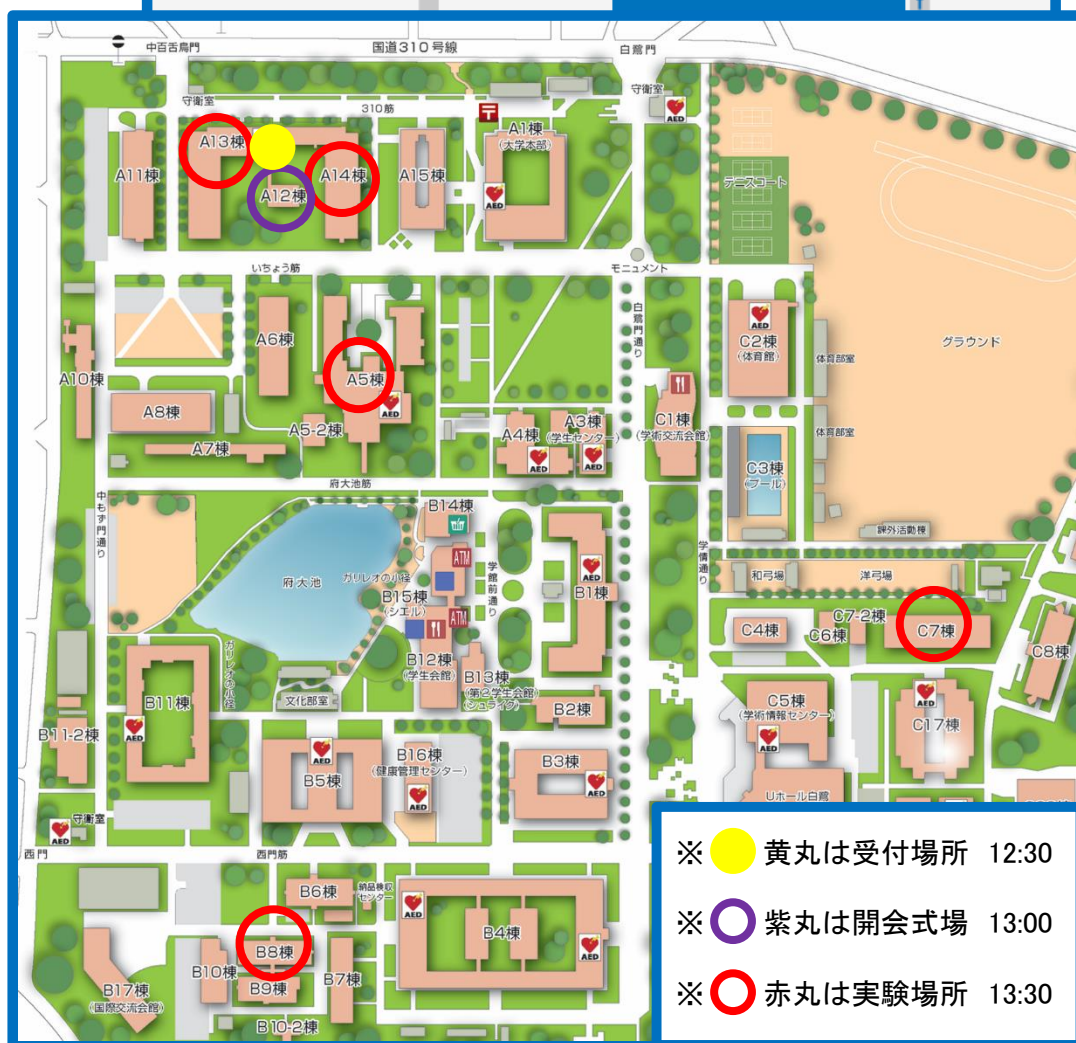 中百舌鳥門
国道310号線
白鷺門
守衛室
310筋
守衛室
A13棟
A1棟
(大学本部)
A11棟
A12棟
A14棟
A15棟
AED
AED
テニスコート
いちょう筋
モニュメント
白鷺門通り
A6棟
A10棟
A5棟
AED
A8棟
A5-2棟
A7棟
A4棟
AED
A3棟
(学生センター)
AED
C1棟
(学術交流会館)
AED
C2棟
(体育館)
体育部室
グラウンド
体育部室
C3棟
(プール)
府大池筋
中もず門通り
B14棟
ATM
学館前通り
AED
B1棟
学情通り
課外活動棟
和弓場
洋弓場
府大池
ガリレオの小径
B15棟
(シエル)
ATM
C4棟
C6棟
C7-2棟
C7棟
C8棟
ガリレオの小径
B12棟
(学生会館)
B13棟
(第2学生会館)
(シュライク)
文化部室
B11棟
AED
B11-2棟
B2棟
C5棟
(学術情報センター)
AED
AED
C17棟
AED
B5棟
B16棟
(健康管理センター)
AED
B3棟
AED
Uホール白鷺
守衛室
AED
西門
西門筋
B6棟
納品検収
センター
AED
B4棟
AED
B8棟
B10棟
B9棟
B7棟
B17棟
(国際交流会館)
B10-2棟
※黄丸は受付場所 12:30
※紫丸は開会式場 13:00
※赤丸は実験場所 13:30